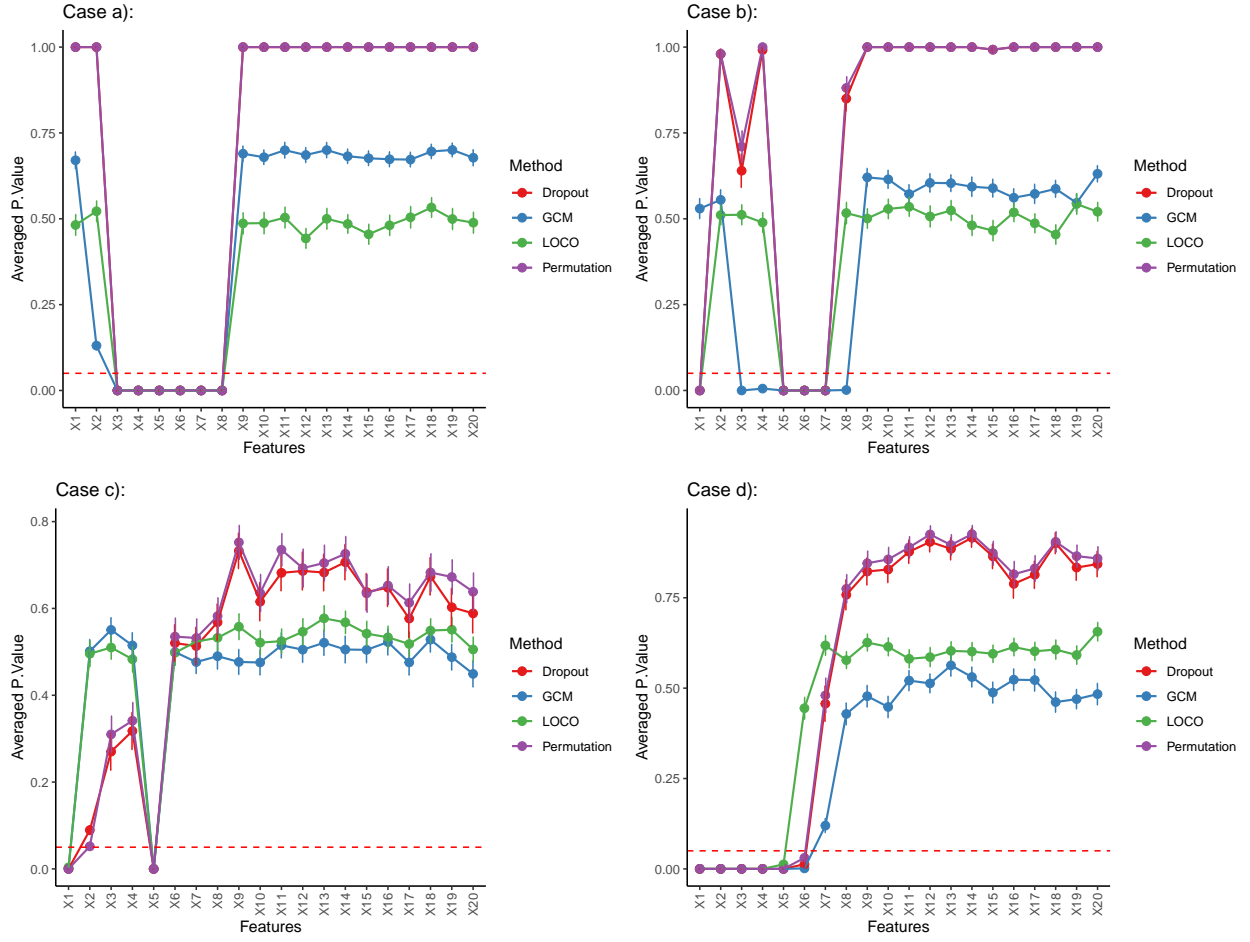 Case a):
Averaged P.Value
1.00
0.75
0.50
0.25
0.00
X1 X2 X3 X4 X5 X6 X7 X8 X9 X10 X11 X12 X13 X14 X15 X16 X17 X18 X19 X20
Features
Method
Dropout
GCM
LOCO
Permutation
Case b):
Averaged P.Value
1.00
0.75
0.50
0.25
0.00
X1 X2 X3 X4 X5 X6 X7 X8 X9 X10 X11 X12 X13 X14 X15 X16 X17 X18 X19 X20
Features
Method
Dropout
GCM
LOCO
Permutation
Case c):
Averaged P.Value
0.8
0.6
0.4
0.2
0.0
X1 X2 X3 X4 X5 X6 X7 X8 X9 X10 X11 X12 X13 X14 X15 X16 X17 X18 X19 X20
Features
Method
Dropout
GCM
LOCO
Permutation
Case d):
Averaged P.Value
0.75
0.50
0.25
0.00
X1 X2 X3 X4 X5 X6 X7 X8 X9 X10 X11 X12 X13 X14 X15 X16 X17 X18 X19 X20
Features
Method
Dropout
GCM
LOCO
Permutation